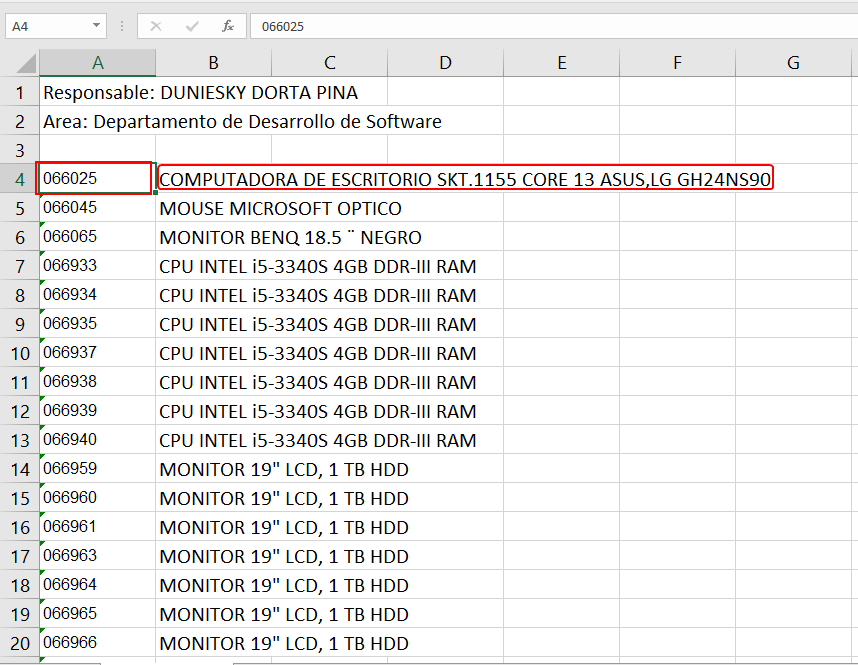 A4 fx 066025
A B C D E F G
1 Responsable: DUNIESKY DORTA PINA
2 Area: Departamento de Desarrollo de Software
3
4 066025 COMPUTADORA DE ESCRITORIO SKT.1155 CORE 13 ASUS,LG GH24NS90
5 066045 MOUSE MICROSOFT OPTICO
6 066065 MONITOR BENQ 18.5 ¨ NEGRO
7 066933 CPU INTEL i5-3340S 4GB DDR-III RAM
8 066934 CPU INTEL i5-3340S 4GB DDR-III RAM
9 066935 CPU INTEL i5-3340S 4GB DDR-III RAM
10 066937 CPU INTEL i5-3340S 4GB DDR-III RAM
11 066938 CPU INTEL i5-3340S 4GB DDR-III RAM
12 066939 CPU INTEL i5-3340S 4GB DDR-III RAM
13 066940 CPU INTEL i5-3340S 4GB DDR-III RAM
14 066959 MONITOR 19" LCD, 1 TB HDD
15 066960 MONITOR 19" LCD, 1 TB HDD
16 066961 MONITOR 19" LCD, 1 TB HDD
17 066963 MONITOR 19" LCD, 1 TB HDD
18 066964 MONITOR 19" LCD, 1 TB HDD
19 066965 MONITOR 19" LCD, 1 TB HDD
20 066966 MONITOR 19" LCD, 1 TB HDD